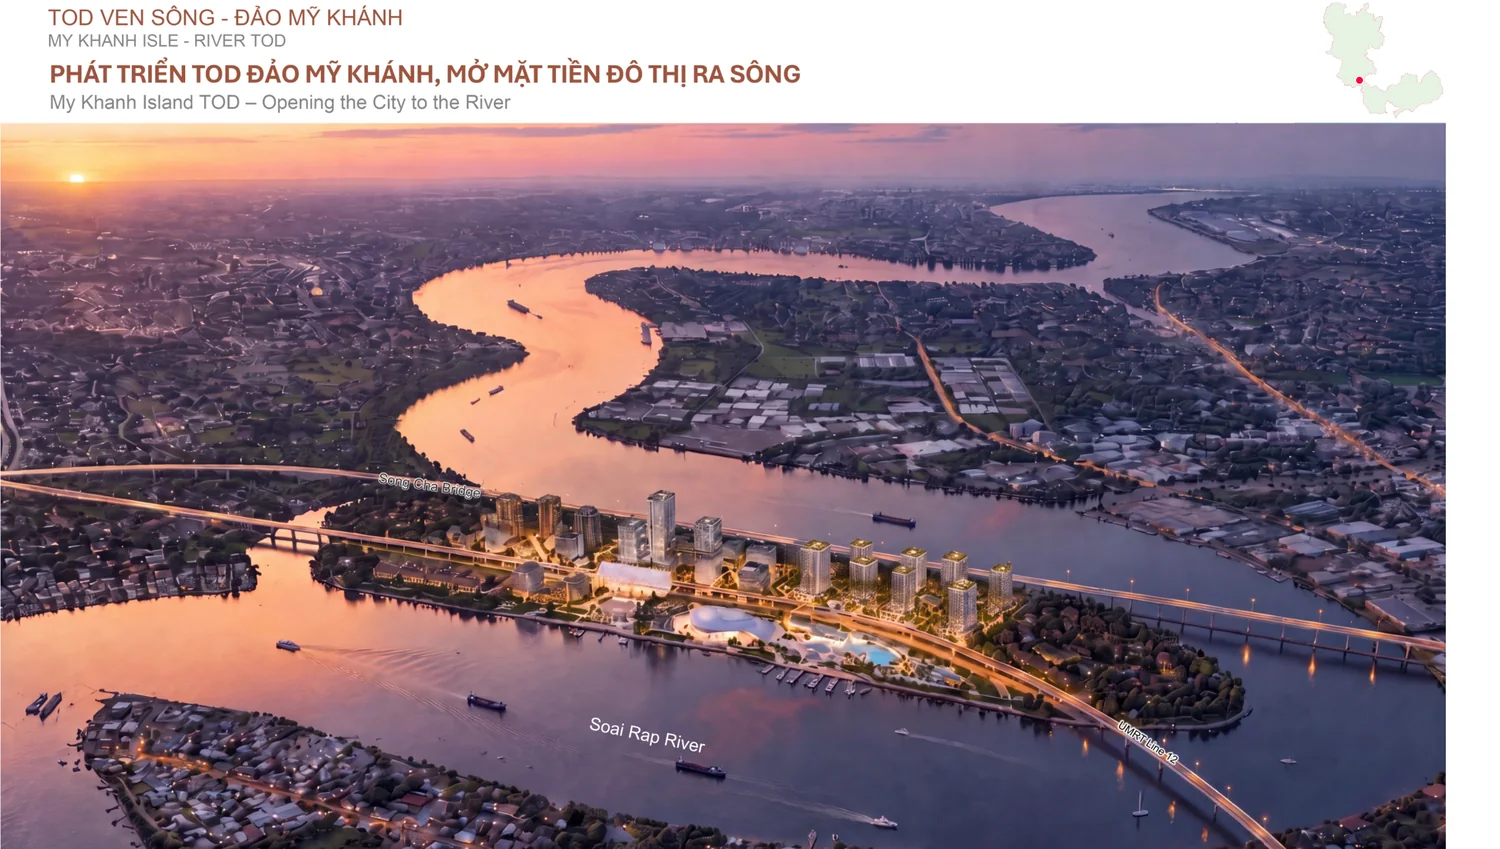 TOD VEN SÔNG - ĐẢO MỸ KHÁNH
MY KHANH ISLE - RIVER TOD
PHÁT TRIỂN TOD ĐẢO MỸ KHÁNH, MỞ MẶT TIỀN ĐÔ THỊ RA SÔNG
My Khanh Island TOD – Opening the City to the River
Song Cha Bridge
Soai Rap River
UMRT Line 12